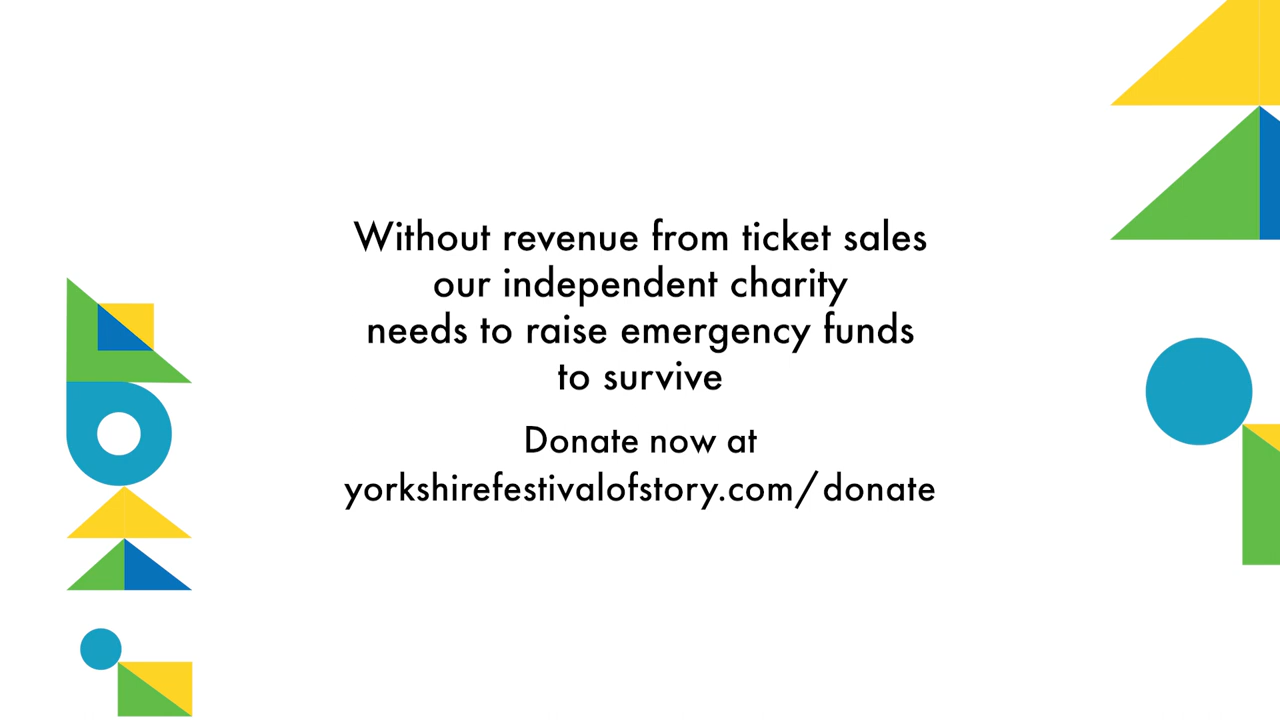 Without revenue from ticket sales
our independent charity
needs to raise emergency funds
to survive
Donate now at
yorkshirefestivalofstory.com/donate